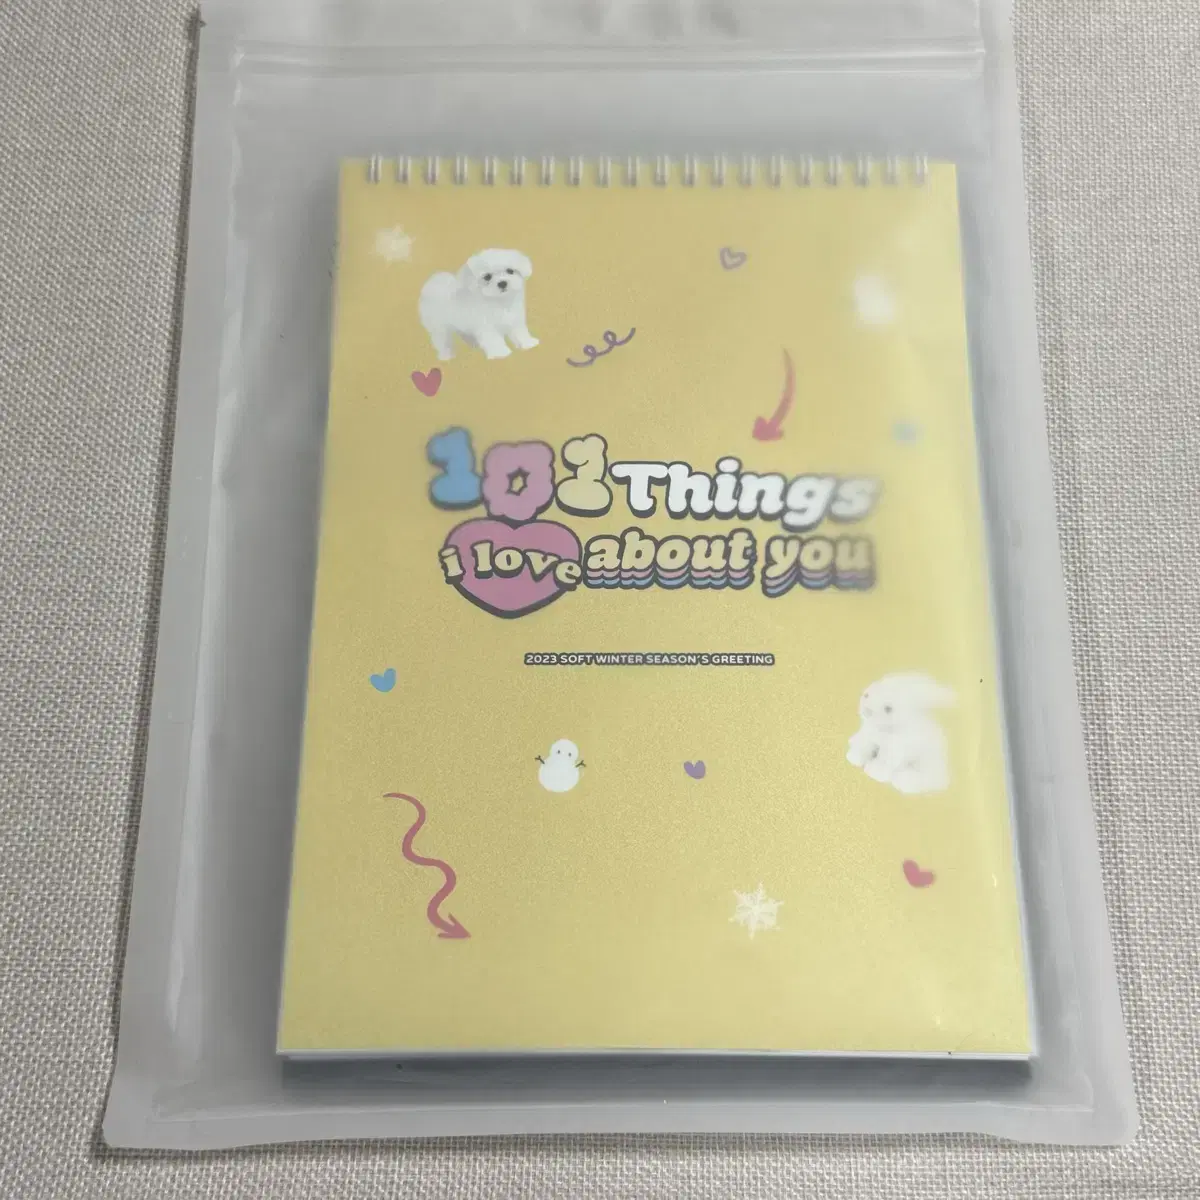 101 Things
i love about you
2023 SOFT WINTER SEASON'S GREETING